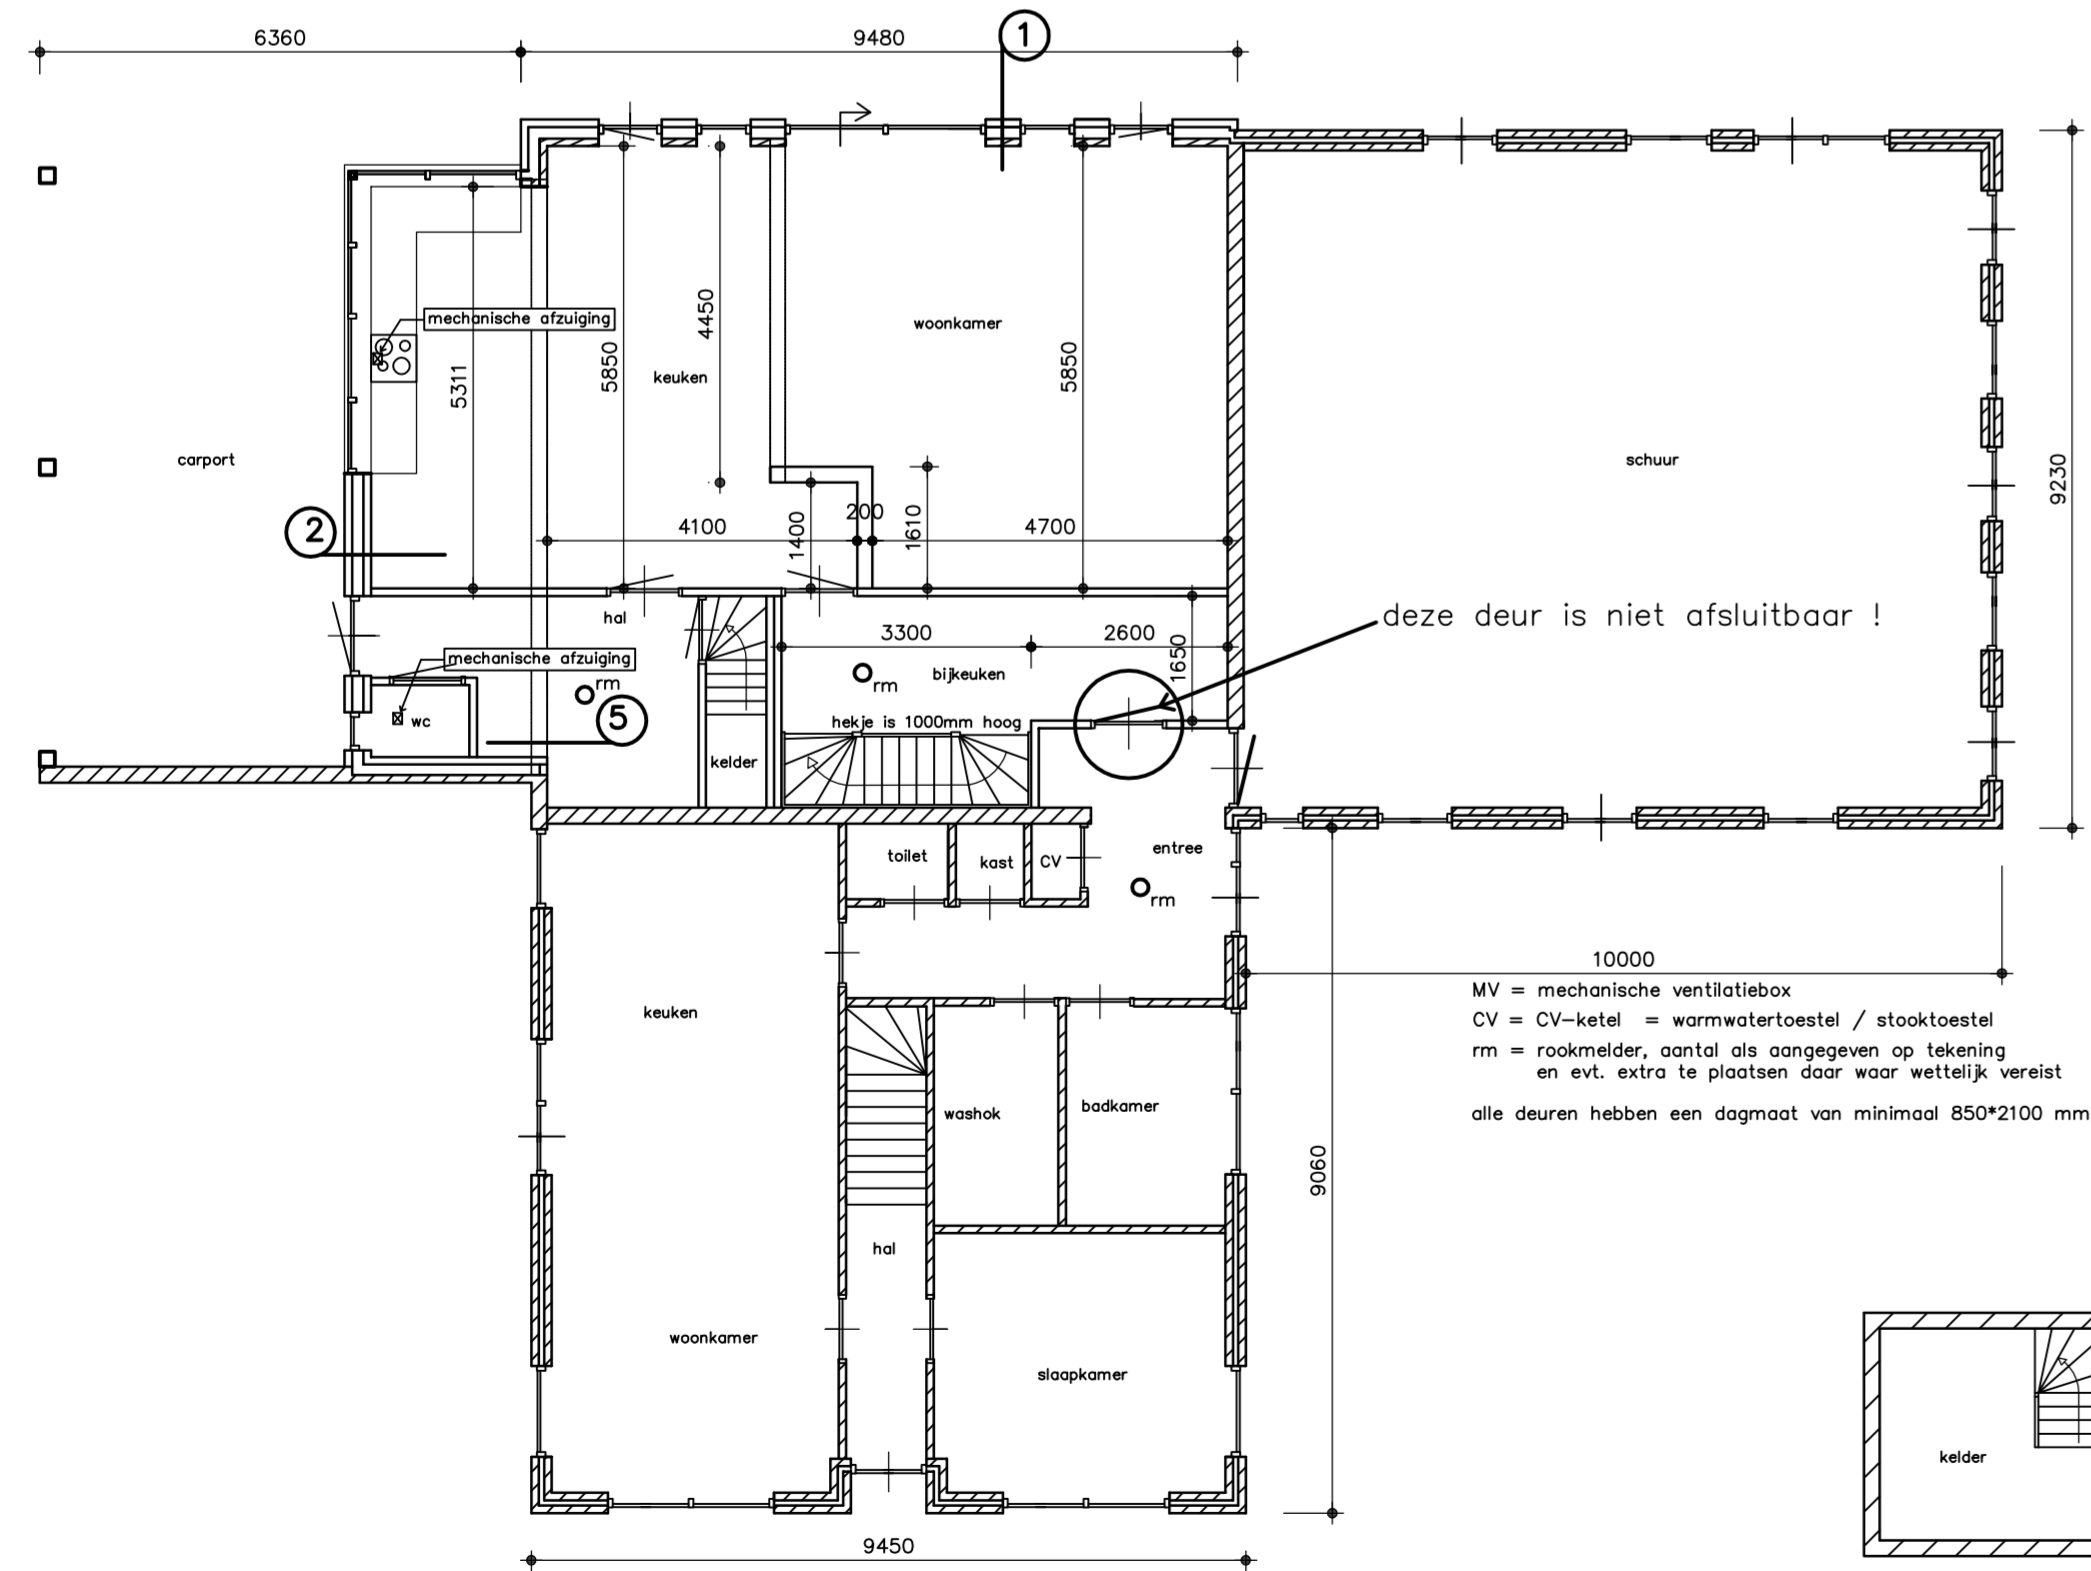 6360
9480
1
mechanische afzuiging
woonkamer
4450
5850
5311
5850
keuken
carport
schuur
9230
2
4100
1400
200
1610
4700
hal
3300
2600
1650
deze deur is niet afsluitbaar !
mechanische afzuiging
rm
rm
bijkeuken
wc
5
hekje is 1000mm hoog
kelder
toilet
kast
CV
entree
rm
10000
keuken
MV = mechanische ventilatiebox
CV = CV-ketel = warmwatertoestel / stooktoestel
rm = rookmelder, aantal als aangegeven op tekening
en evt. extra te plaatsen daar waar wettelijk vereist
alle deuren hebben een dagmaat van minimaal 850*2100 mm
washok
badkamer
9060
hal
woonkamer
slaapkamer
kelder
9450